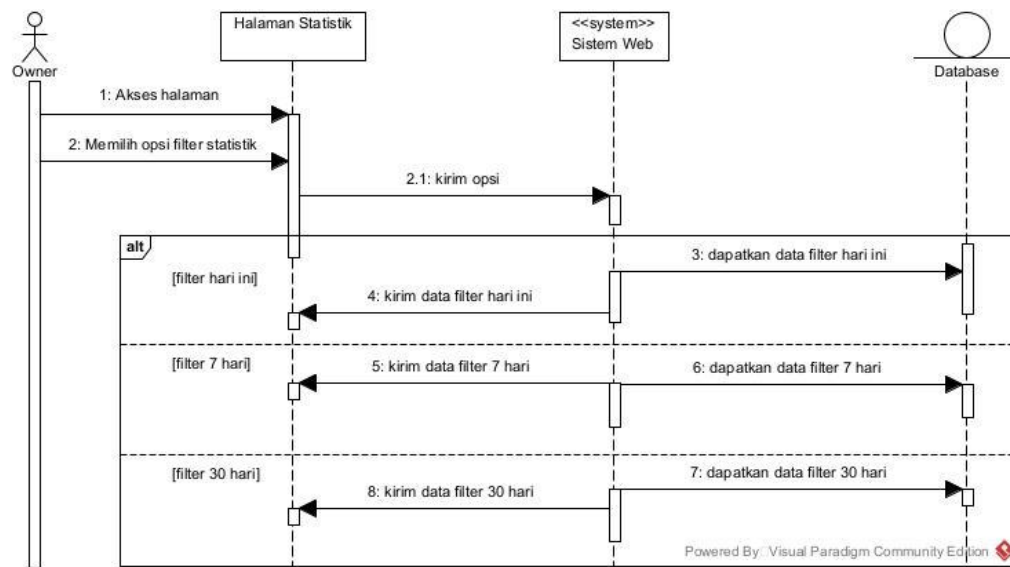 Halaman Statistik
<<system>>
Sistem Web
Owner
Database
1: Akses halaman
2: Memilih opsi filter statistik
2.1: kirim opsi
alt
3: dapatkan data filter hari ini
[filter hari ini]
4: kirim data filter hari ini
[filter 7 hari]
5: kirim data filter 7 hari
6: dapatkan data filter 7 hari
[filter 30 hari]
7: dapatkan data filter 30 hari
8: kirim data filter 30 hari
Powered By Visual Paradigm Community Edition